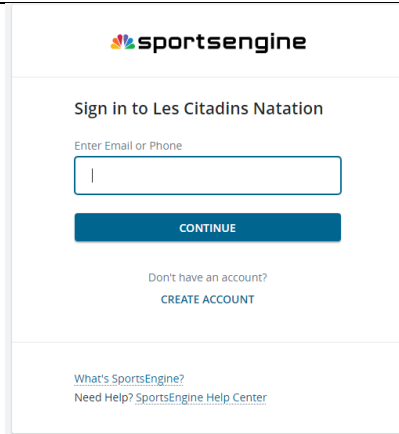 sportsengine
Sign in to Les Citadins Natation
Enter Email or Phone
CONTINUE
Don't have an account?
CREATE ACCOUNT
What's SportsEngine?
Need Help? SportsEngine Help Center